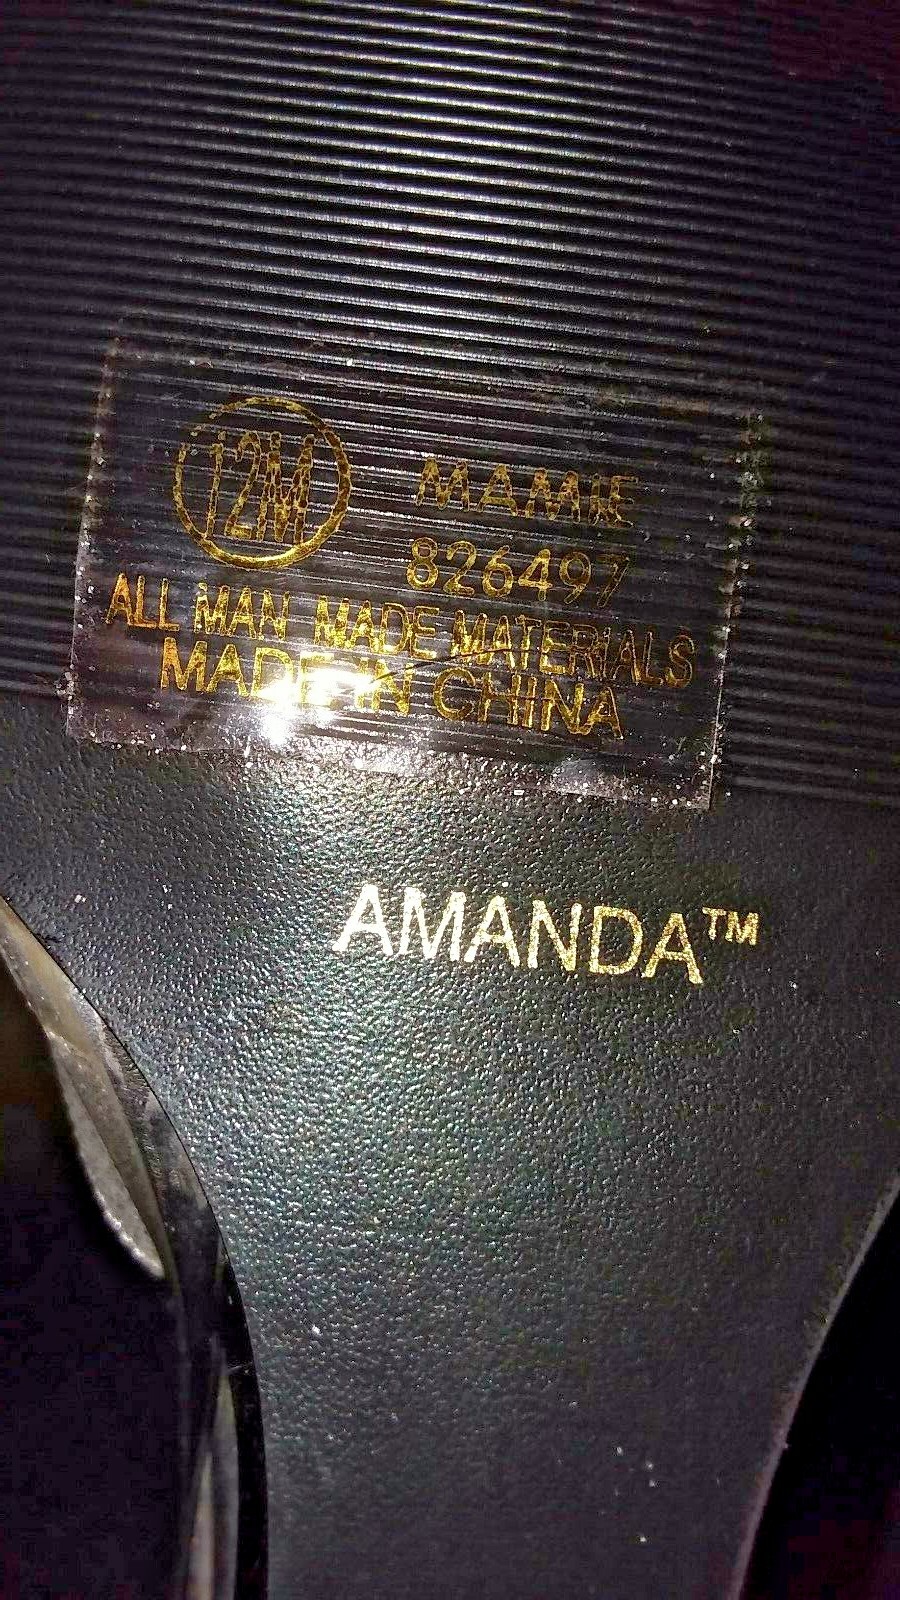 12M MAMIE
826497
ALL MAN MADE MATERIALS
MADE IN CHINA
AMANDA™